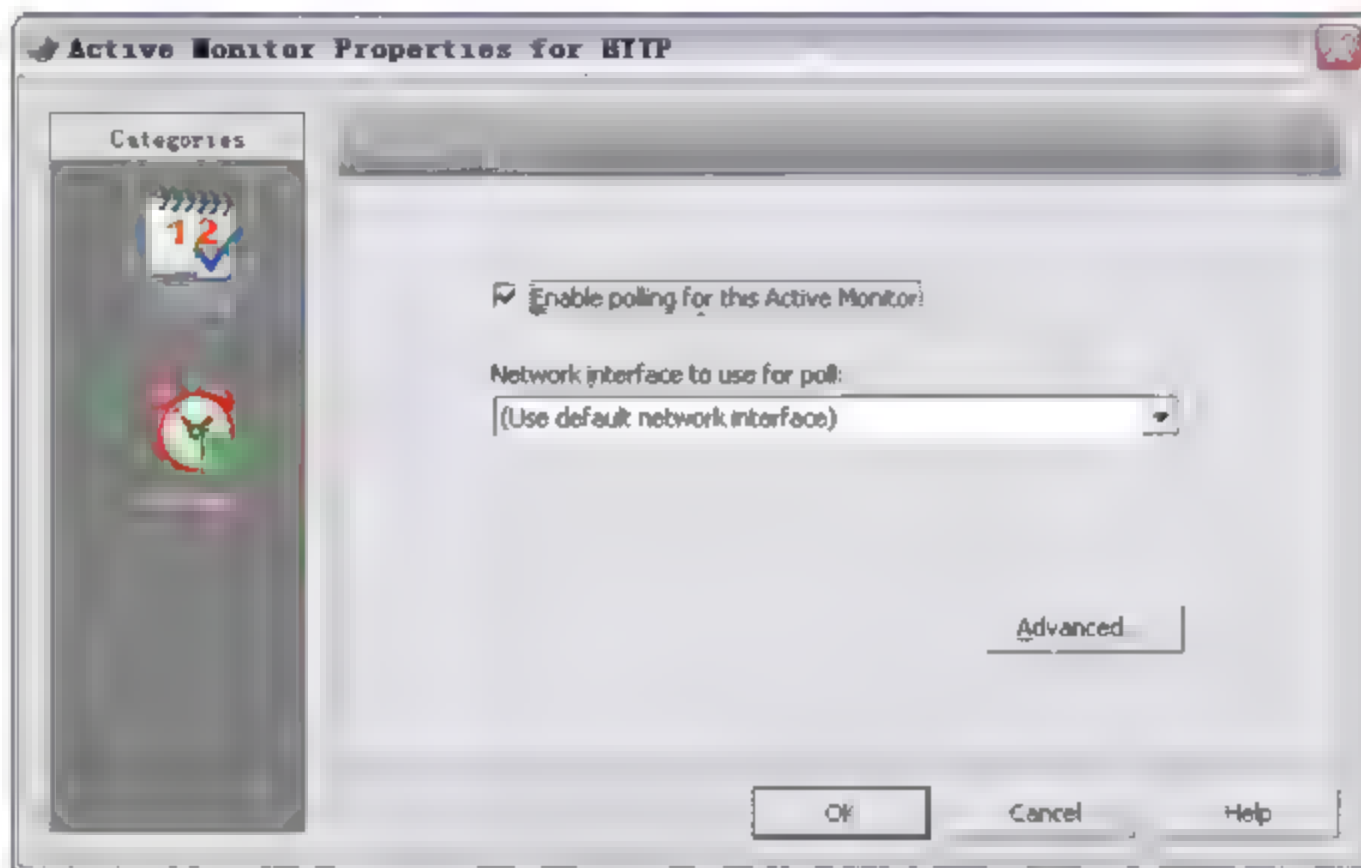 Active Monitor Properties for HTTP
Categories
12
Enable polling for this Active Monitor
Network interface to use for poll:
(Use default network interface)
Advanced...
OK
Cancel
Help